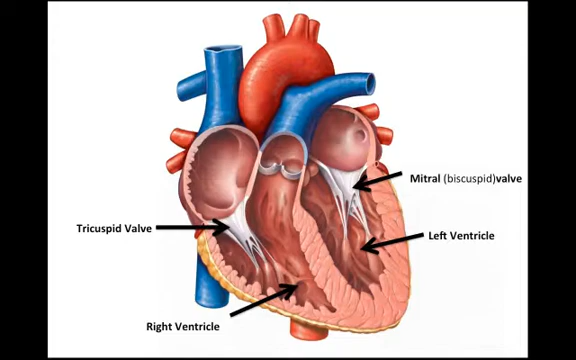 Mitral (biscuspid)valve
Tricuspid Valve
Left Ventricle
Right Ventricle